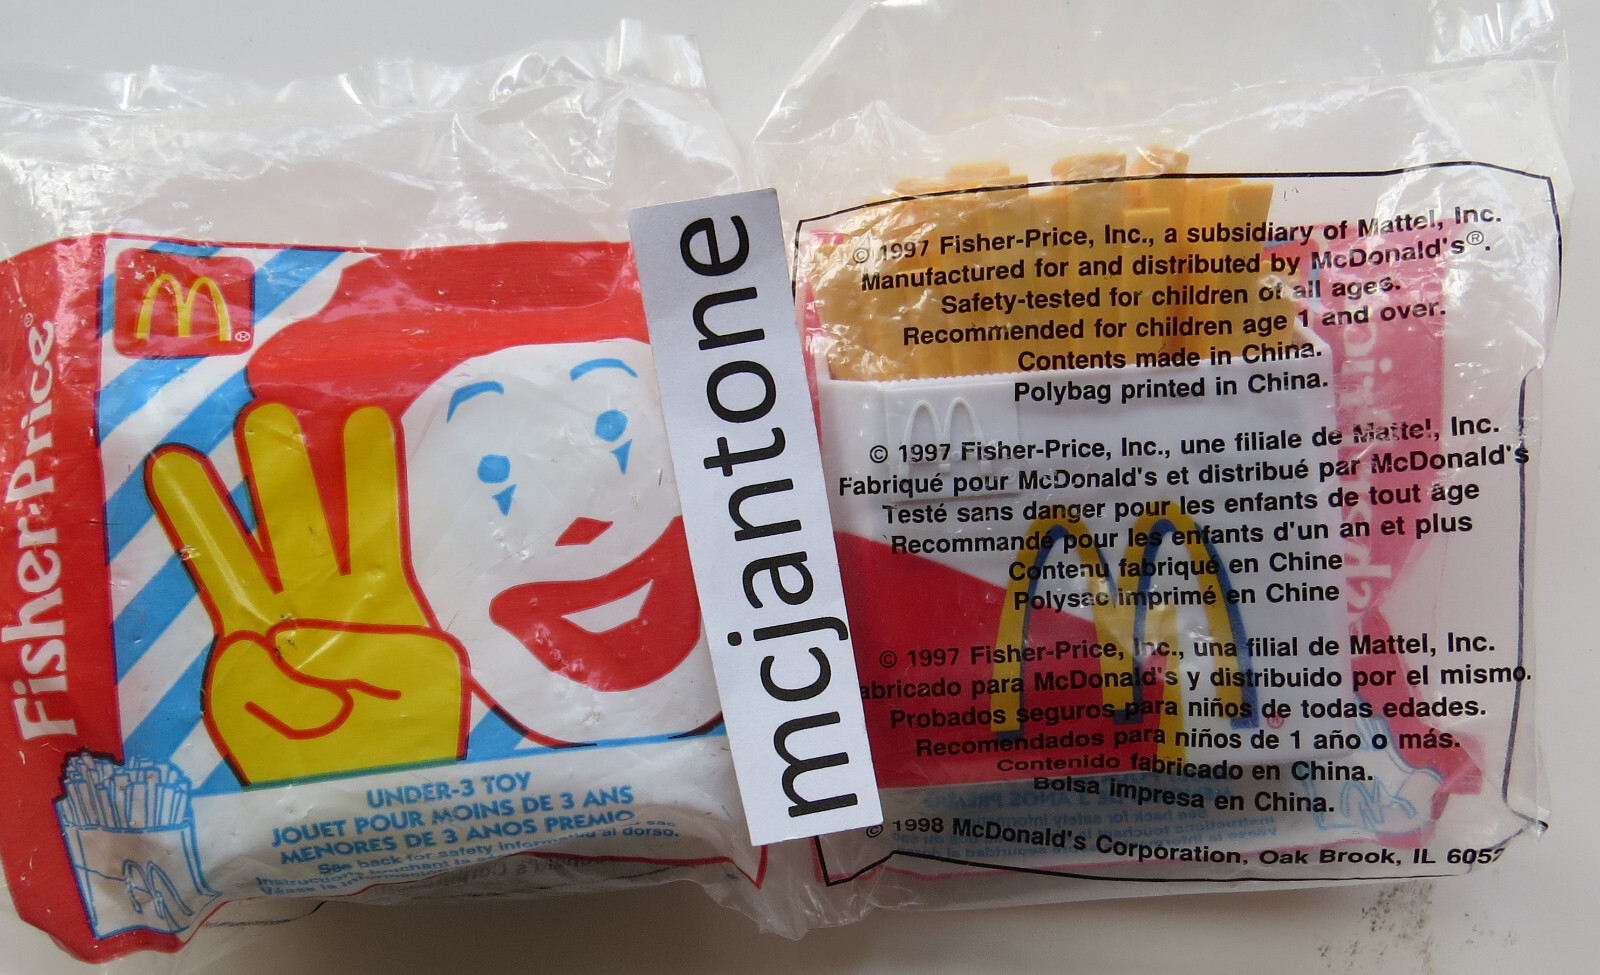 Fisher-Price®
UNDER-3 TOY
JOUET POUR MOINS DE 3 ANS
MENORES DE 3 ANOS PREMIO
See back for safety
mcjantone
© 1997 Fisher-Price, Inc., a subsidiary of Mattel, Inc.
Manufactured for and distributed by McDonald's®.
Safety-tested for children of all ages.
Recommended for children age 1 and over.
Contents made in China.
Polybag printed in China.
© 1997 Fisher-Price, Inc., une filiale de Mattel, Inc.
Fabriqué pour McDonald's et distribué par McDonald's
Testé sans danger pour les enfants de tout âge
Recommandé pour les enfants d'un an et plus
Contenu fabriqué en Chine
Polysac imprimé en Chine
© 1997 Fisher-Price, Inc., una filial de Mattel, Inc.
abricado para McDonald's y distribuido por el mismo.
Probados seguros para niños de todas edades.
Recomendados para niños de 1 año o más.
Contenido fabricado en China.
Bolsa impresa en China.
© 1998 McDonald's Corporation, Oak Brook, IL 6052